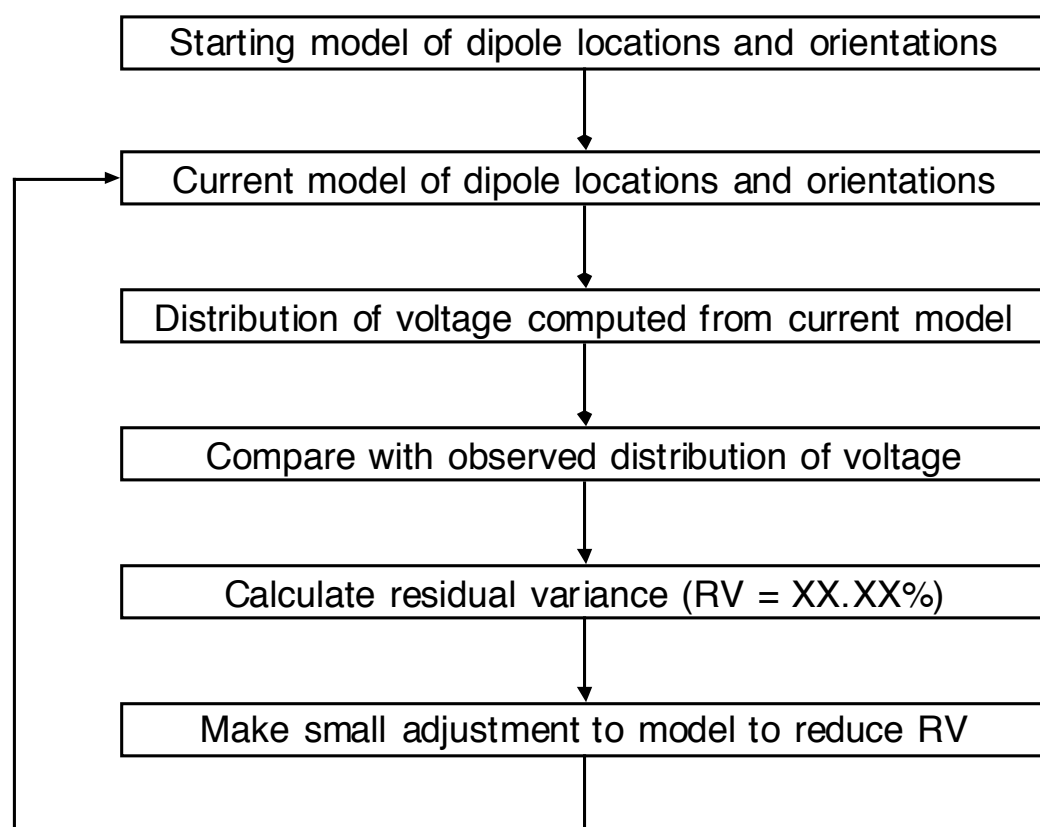 Starting model of dipole locations and orientations
Current model of dipole locations and orientations
Distribution of voltage computed from current model
Compare with observed distribution of voltage
Calculate residual variance (RV = XX.XX%)
Make small adjustment to model to reduce RV